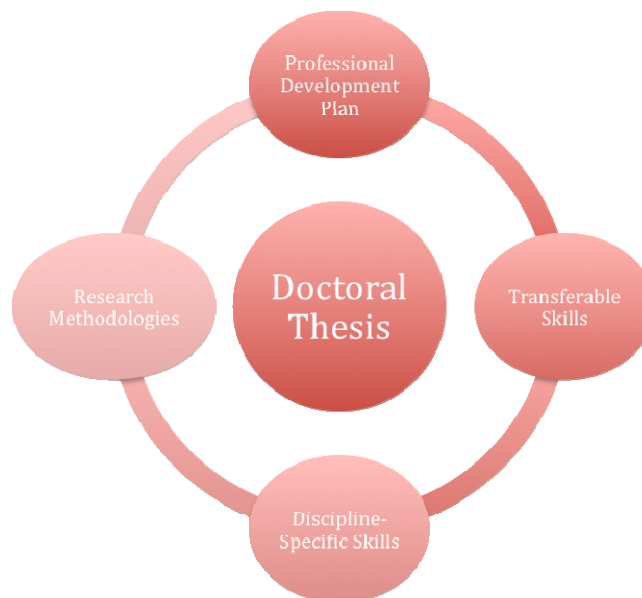 Professional
Development
Plan
Research
Methodologies
Doctoral
Thesis
Transferable
Skills
Discipline-
Specific Skills